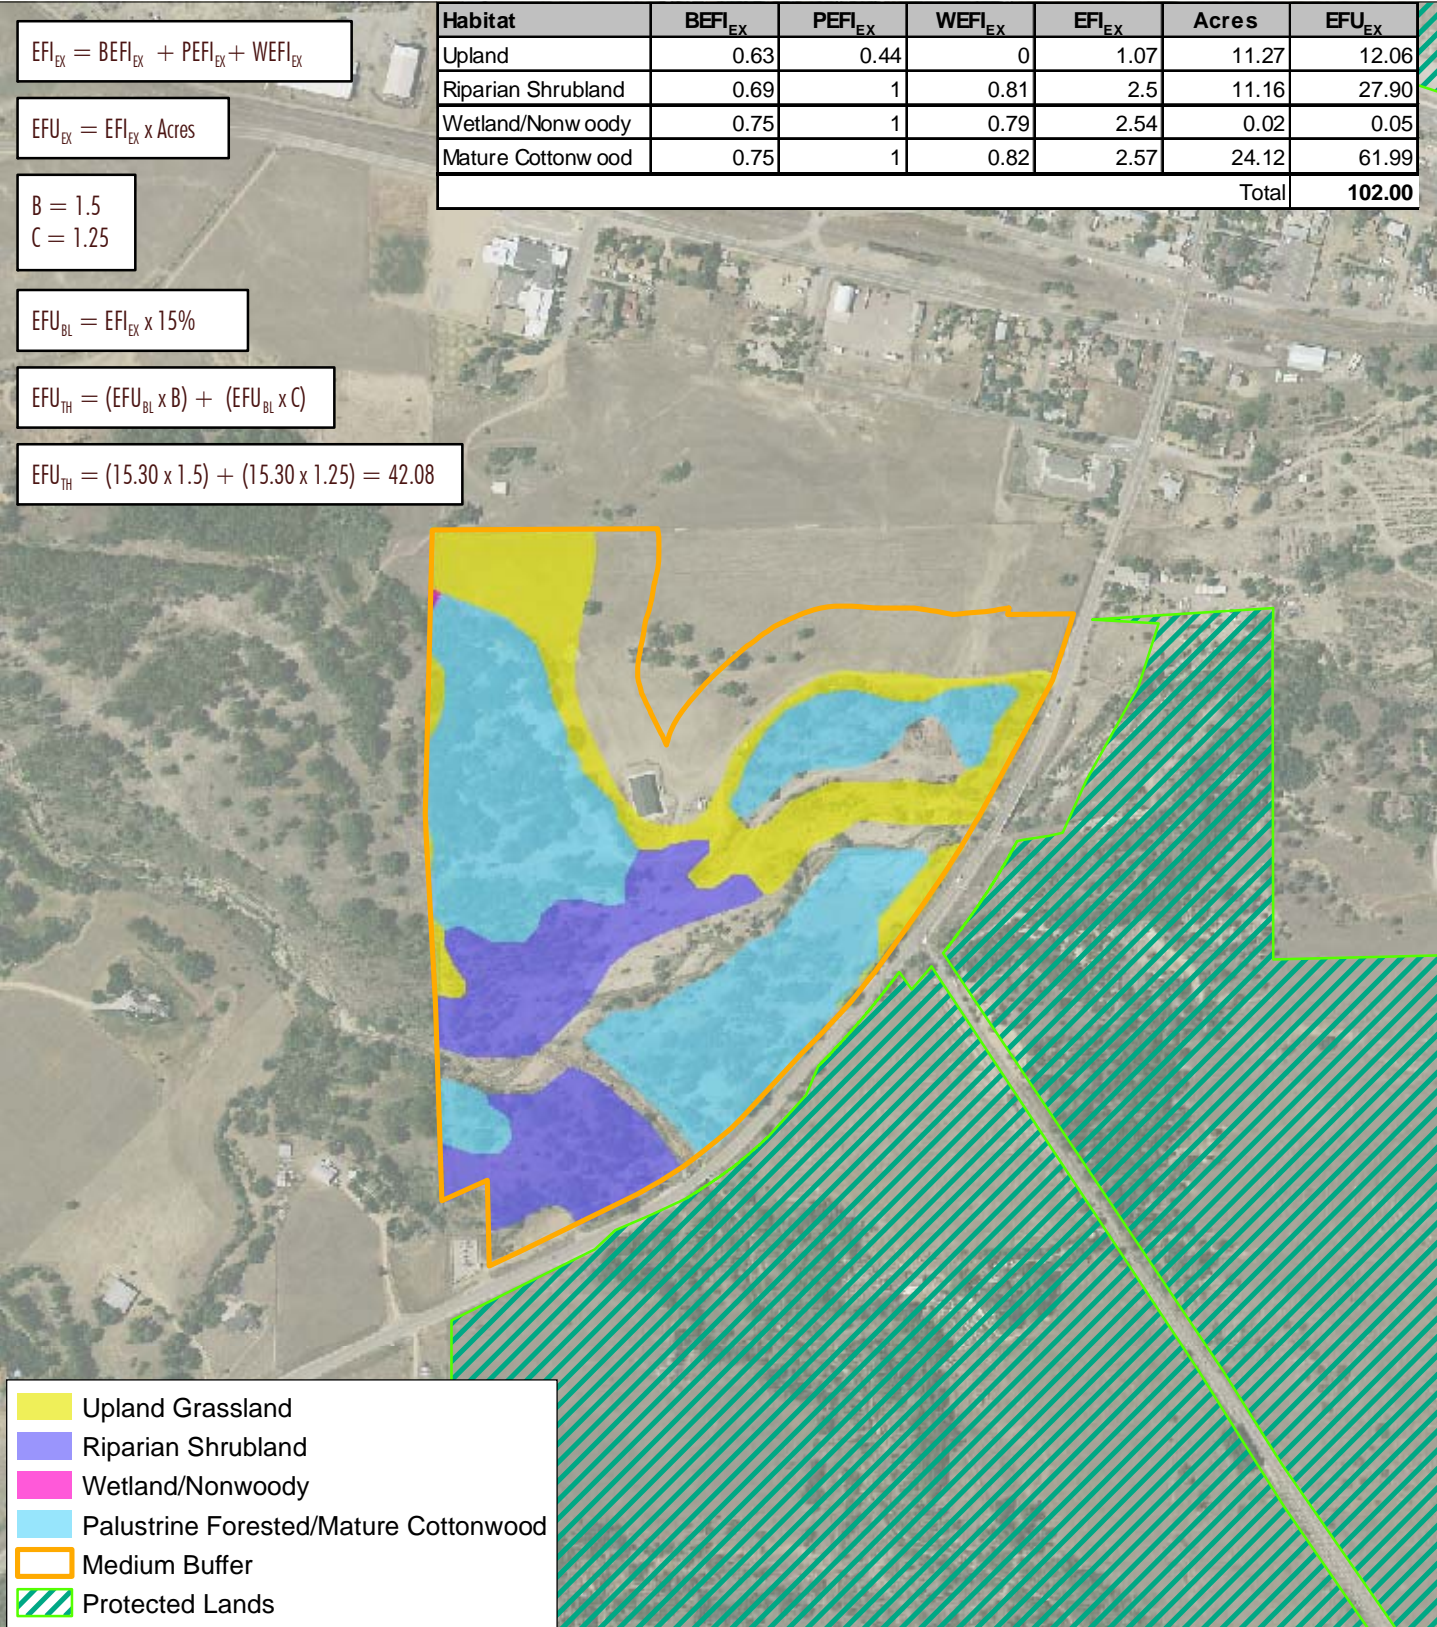 EFI_EX = BEFI_EX + PEFI_EX + WEFI_EX
EFU_EX = EFI_EX x Acres
B = 1.5
C = 1.25
EFU_BL = EFI_EX x 15%
EFU_TH = (EFU_BL x B) + (EFU_BL x C)
EFU_TH = (15.30 x 1.5) + (15.30 x 1.25) = 42.08
Habitat BEFI_EX PEFI_EX WEFI_EX EFI_EX Acres EFU_EX
Upland 0.63 0.44 0 1.07 11.27 12.06
Riparian Shrubland 0.69 1 0.81 2.5 11.16 27.90
Wetland/Nonwoody 0.75 1 0.79 2.54 0.02 0.05
Mature Cottonwood 0.75 1 0.82 2.57 24.12 61.99
Total 102.00
Upland Grassland
Riparian Shrubland
Wetland/Nonwoody
Palustrine Forested/Mature Cottonwood
Medium Buffer
Protected Lands